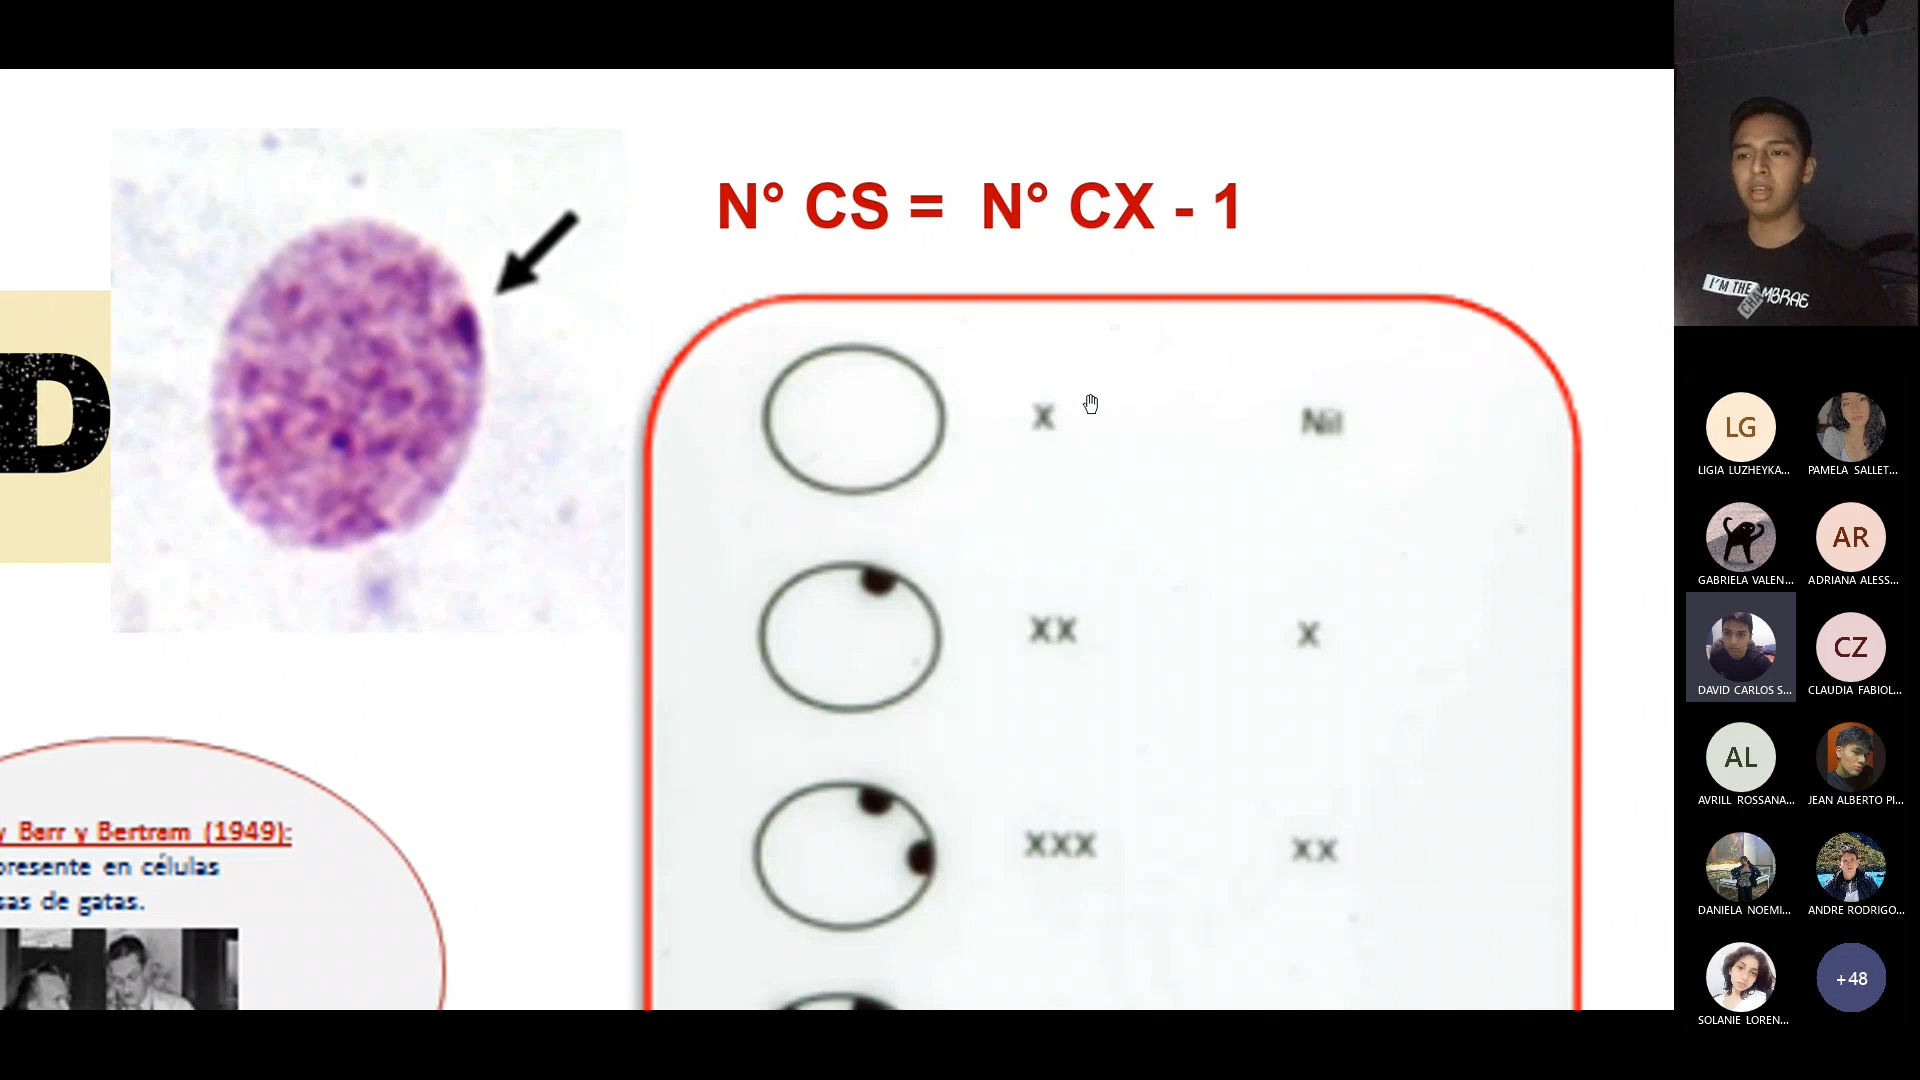 N° CS = N° CX - 1
D
X Nil
XX X
XXX XX
y Barr y Bertram (1949):
presente en células
sas de gatas.
I'M THE
CHA
MBRAE
LG
LIGIA LUZHEYKA...
PAMELA SALLET...
GABRIELA VALEN...
AR
ADRIANA ALESS...
DAVID CARLOS S...
CZ
CLAUDIA FABIOL...
AL
AVRILL ROSSANA...
JEAN ALBERTO PI...
DANIELA NOEMI...
ANDRE RODRIGO...
SOLANIE LOREN...
+48